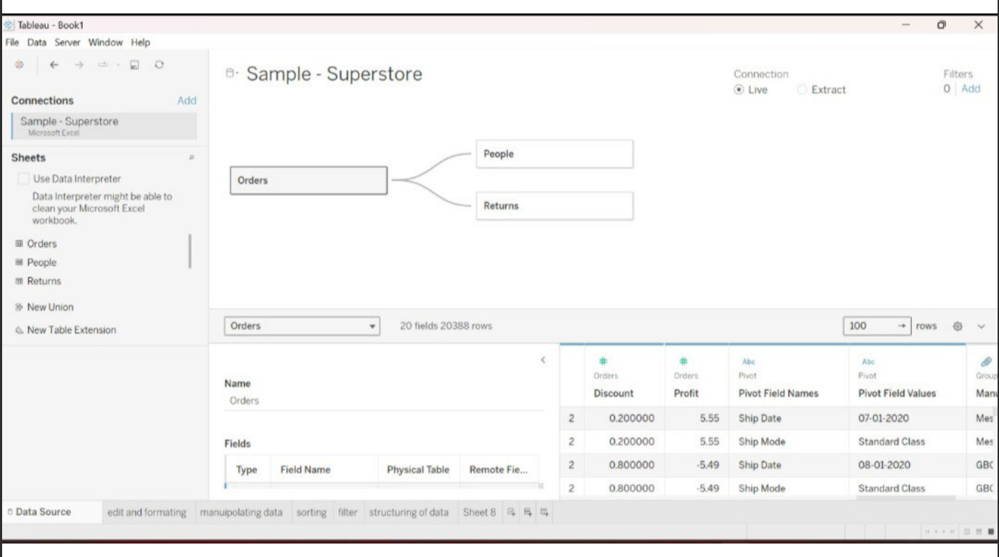 Tableau - Book1
File Data Server Window Help
Connections Add
Sample - Superstore
Microsoft Excel
Sheets
Use Data Interpreter
Data Interpreter might be able to
clean your Microsoft Excel
workbook.
Orders
People
Returns
New Union
New Table Extension
Sample - Superstore
Connection
Live Extract
Filters
0 Add
Orders
People
Returns
Orders 20 fields 20388 rows 100 rows
Name
Orders
Fields
Type Field Name Physical Table Remote Fie...
# # Abc Abc
Orders Orders Pivot Pivot Group
Discount Profit Pivot Field Names Pivot Field Values Manu
2 0.200000 5.55 Ship Date 07-01-2020 Mes
2 0.200000 5.55 Ship Mode Standard Class Mes
2 0.800000 -5.49 Ship Date 08-01-2020 GBC
2 0.800000 -5.49 Ship Mode Standard Class GBC
Data Source edit and formating manuipolating data sorting filter structuring of data Sheet 8